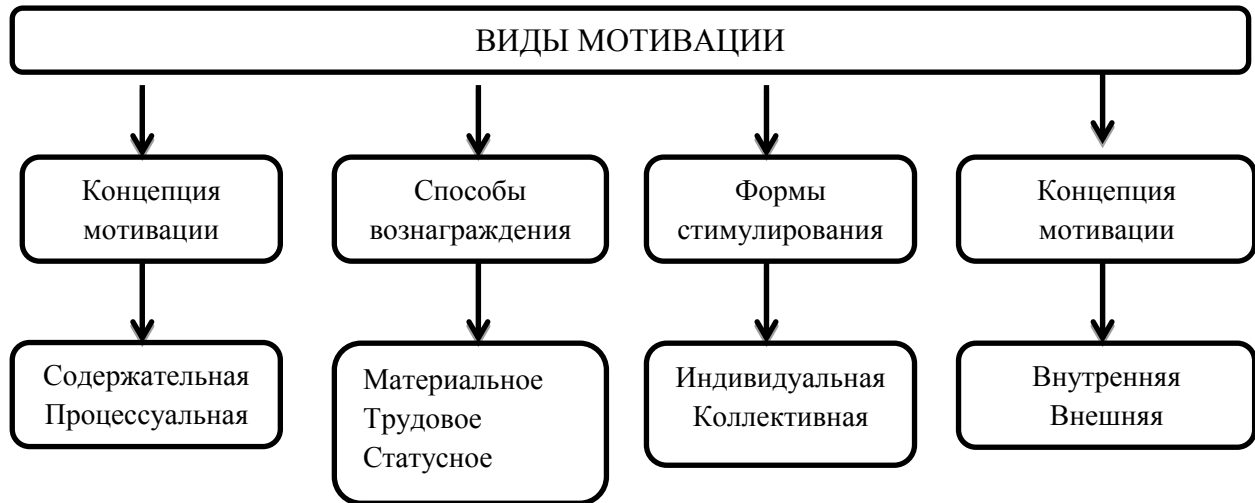 ВИДЫ МОТИВАЦИИ
Концепция
мотивации
Способы
вознаграждения
Формы
стимулирования
Концепция
мотивации
Содержательная
Процессуальная
Материальное
Трудовое
Статусное
Индивидуальная
Коллективная
Внутренняя
Внешняя